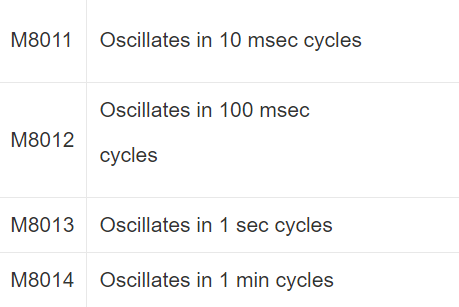 M8011 Oscillates in 10 msec cycles
M8012 Oscillates in 100 msec
cycles
M8013 Oscillates in 1 sec cycles
M8014 Oscillates in 1 min cycles